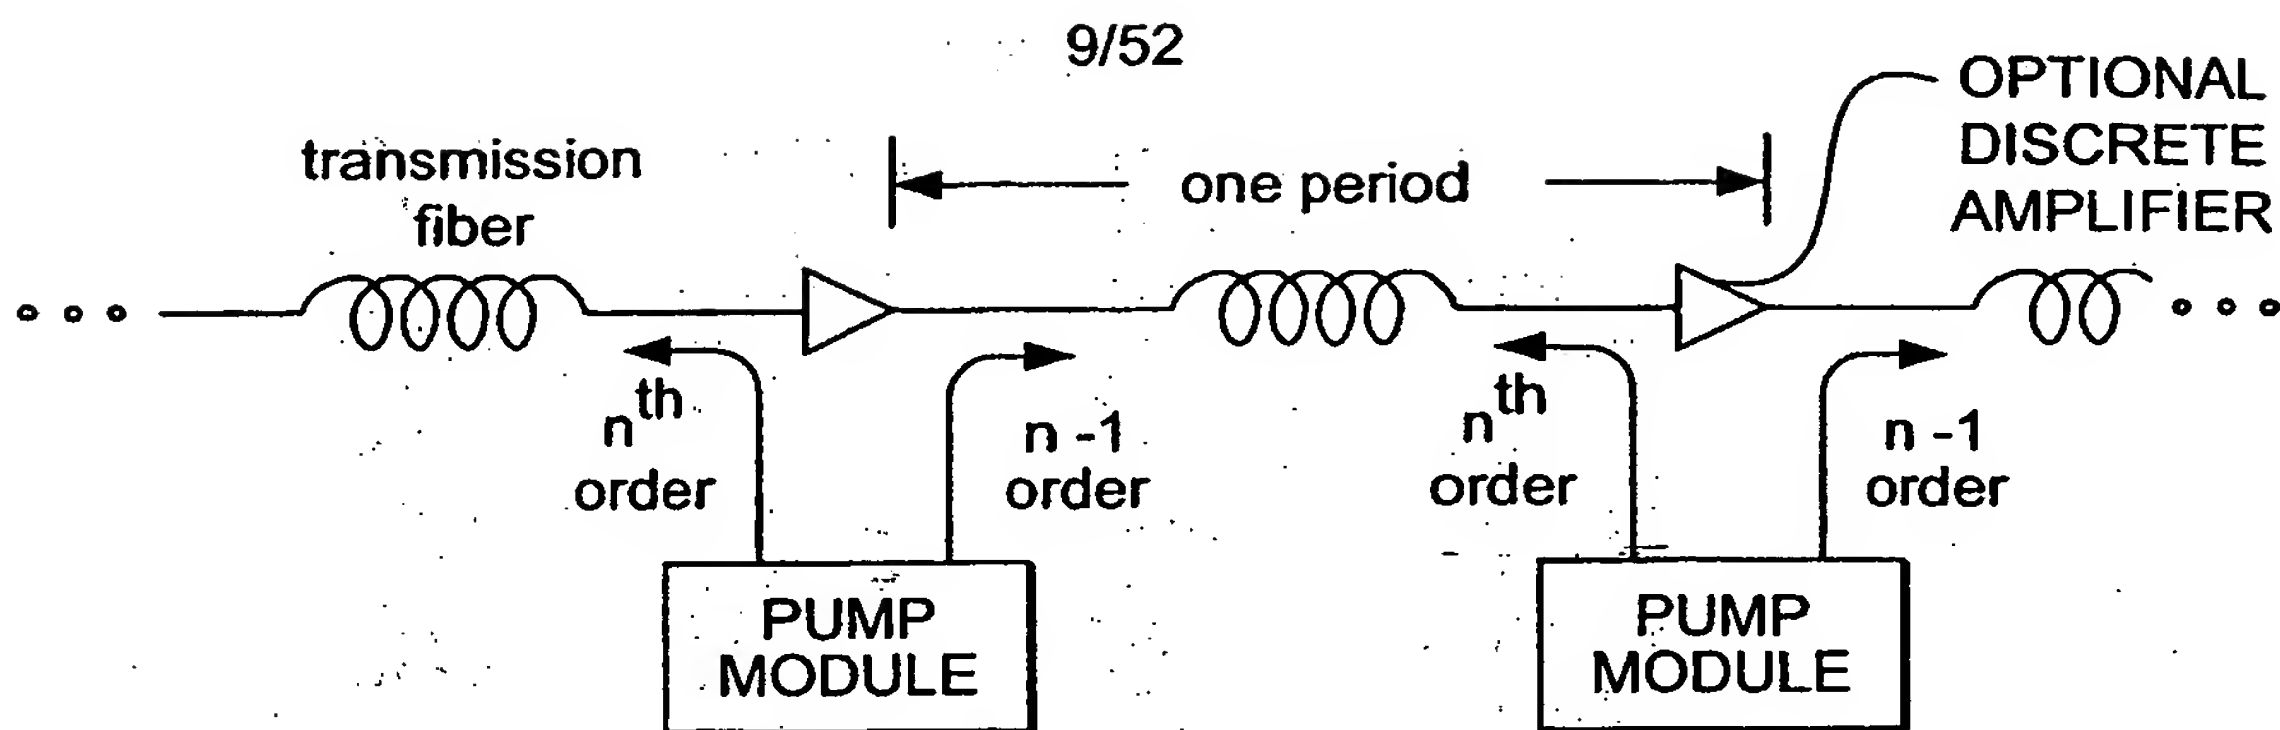 9/52
transmission
fiber
one period
OPTIONAL
DISCRETE
AMPLIFIER
n th
order
n -1
order
n th
order
n -1
order
PUMP
MODULE
PUMP
MODULE